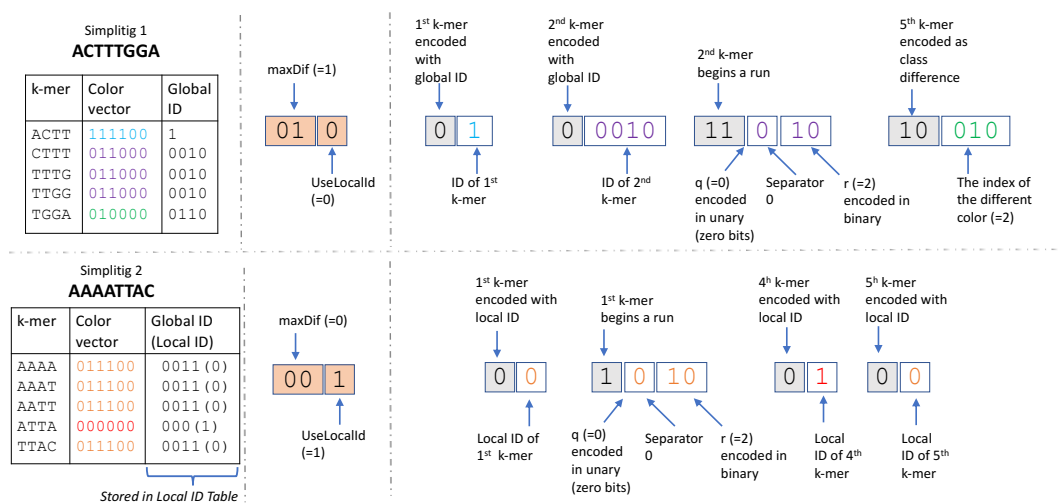 Simplitig 1
ACTTTGGA
k-mer Color vector Global ID
ACTT 111100 1
CTTT 011000 0010
TTTG 011000 0010
TTGG 011000 0010
TGGA 010000 0110
maxDif (=1)
01 0
UseLocalId
(=0)
1st k-mer
encoded
with
global ID
0 1
ID of 1st
k-mer
2nd k-mer
encoded
with
global ID
0 0010
ID of 2nd
k-mer
2nd k-mer
begins a run
11 0 10
q (=0)
encoded
in unary
(zero bits)
Separator
0
r (=2)
encoded in
binary
5th k-mer
encoded as
class
difference
10 010
The index of
the different
color (=2)
Simplitig 2
AAAATTAC
k-mer Color vector Global ID (Local ID)
AAAA 011100 0011(0)
AAAT 011100 0011(0)
AATT 011100 0011(0)
ATTA 000000 000(1)
TTAC 011100 0011(0)
Stored in Local ID Table
maxDif (=0)
00 1
UseLocalId
(=1)
1st k-mer
encoded with
local ID
0 0
Local ID of
1st k-mer
1st k-mer
begins a run
1 0 10
q (=0)
encoded
in unary
(zero bits)
Separator
0
r (=2)
encoded in
binary
4h k-mer
encoded with
local ID
0 1
Local
ID of 4th
k-mer
5h k-mer
encoded with
local ID
0 0
Local
ID of 5th
k-mer